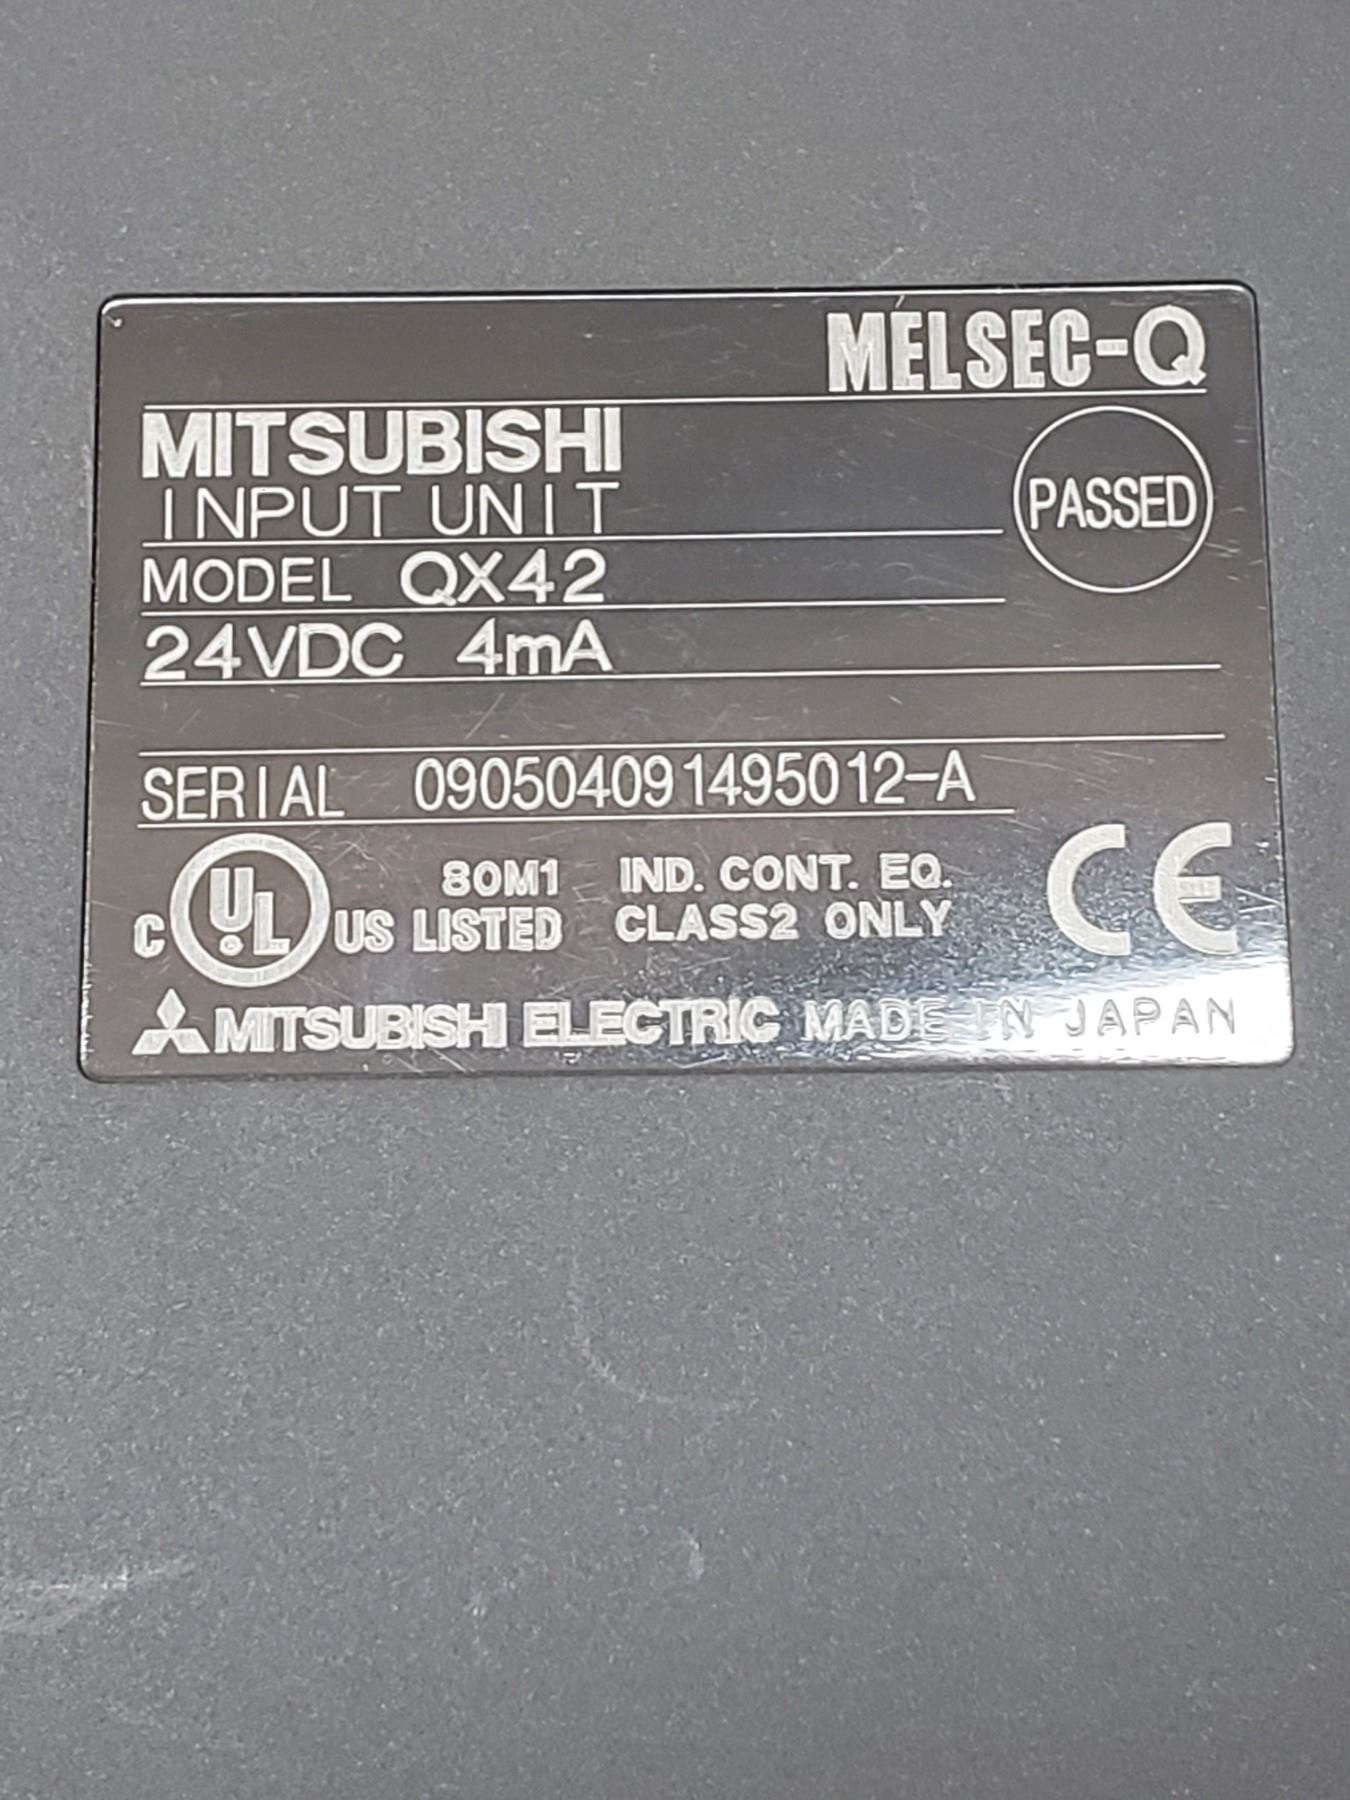 MELSEC-Q
MITSUBISHI
INPUT UNIT
PASSED
MODEL QX42
24VDC 4mA
SERIAL 090504091495012-A
C UL US LISTED 80M1 IND. CONT. EQ.
CLASS2 ONLY
CE
MITSUBISHI ELECTRIC MADE IN JAPAN